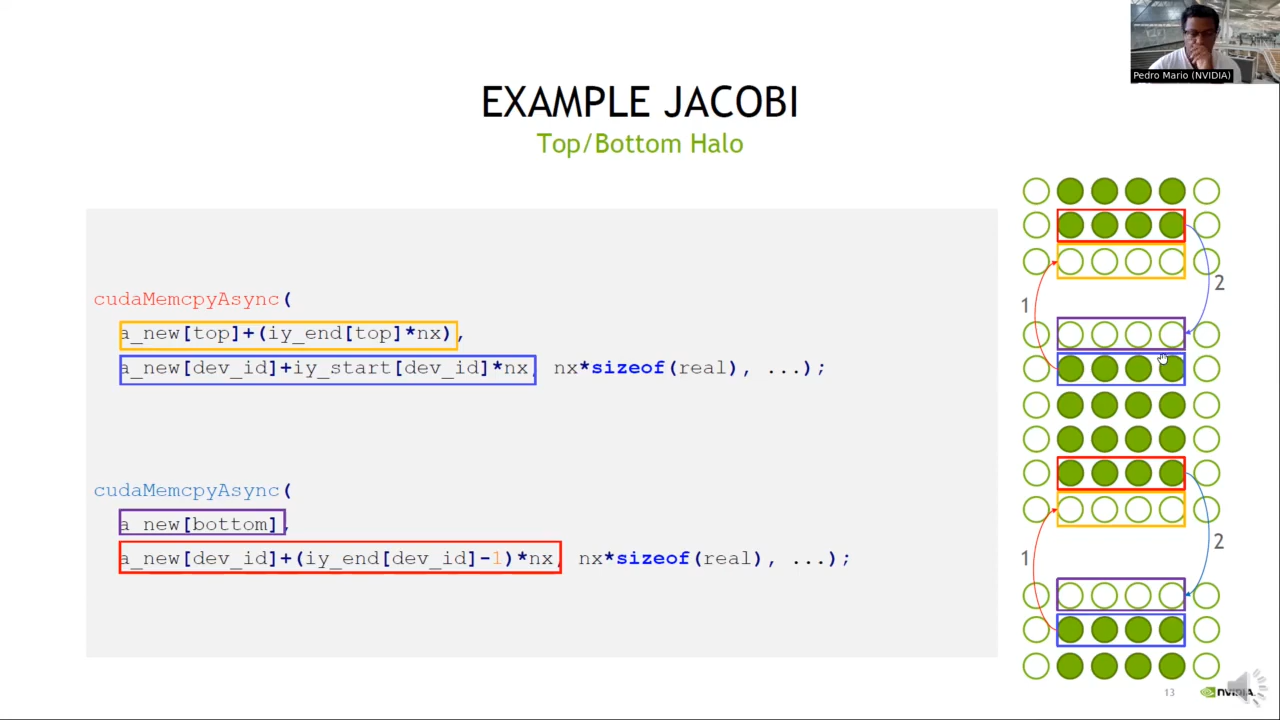 Pedro Mario (NVIDIA)
EXAMPLE JACOBI
Top/Bottom Halo
cudaMemcpyAsync(
a_new[top]+(iy_end[top]*nx),
a_new[dev_id]+iy_start[dev_id]*nx, nx*sizeof(real), ...);
cudaMemcpyAsync(
a_new[bottom],
a_new[dev_id]+(iy_end[dev_id]-1)*nx, nx*sizeof(real), ...);
1
2
1
2
13
NVIDIA